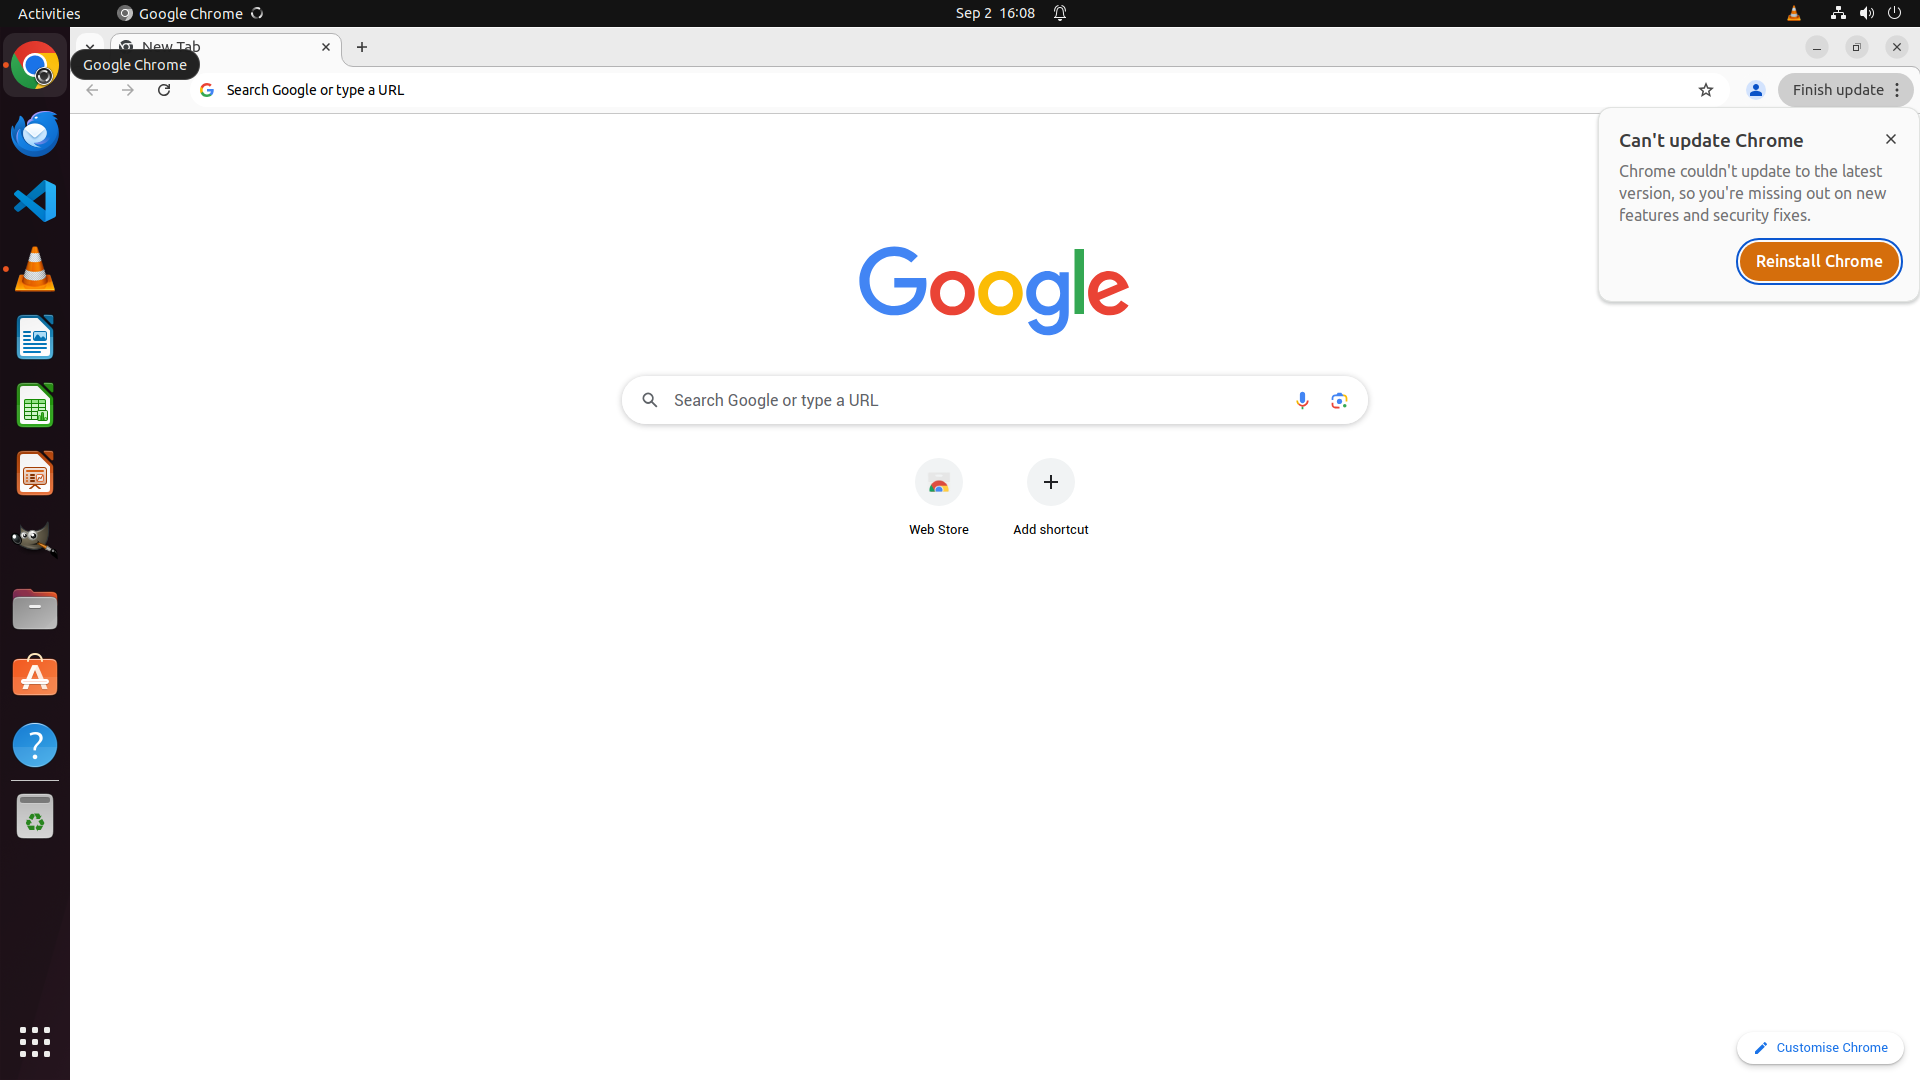 Activities
Google Chrome
Sep 2 16:08
New Tab
Google Chrome
Search Google or type a URL
Finish update
Can't update Chrome
Chrome couldn't update to the latest
version, so you're missing out on new
features and security fixes.
Reinstall Chrome
Google
Search Google or type a URL
Web Store
Add shortcut
Customise Chrome